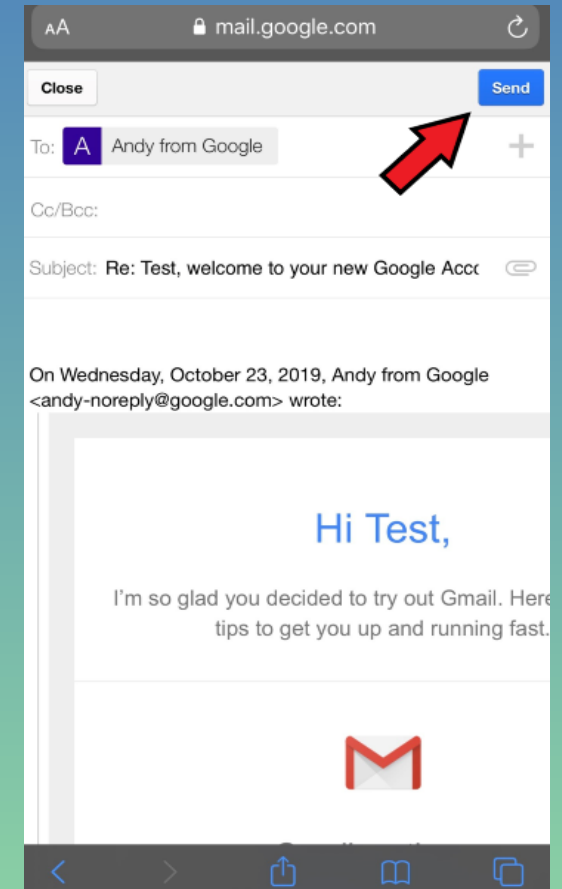 AA mail.google.com
Close Send
To: A Andy from Google
Cc/Bcc:
Subject: Re: Test, welcome to your new Google Acc
On Wednesday, October 23, 2019, Andy from Google
<andy-noreply@google.com> wrote:
Hi Test,
I'm so glad you decided to try out Gmail. Here
tips to get you up and running fast.